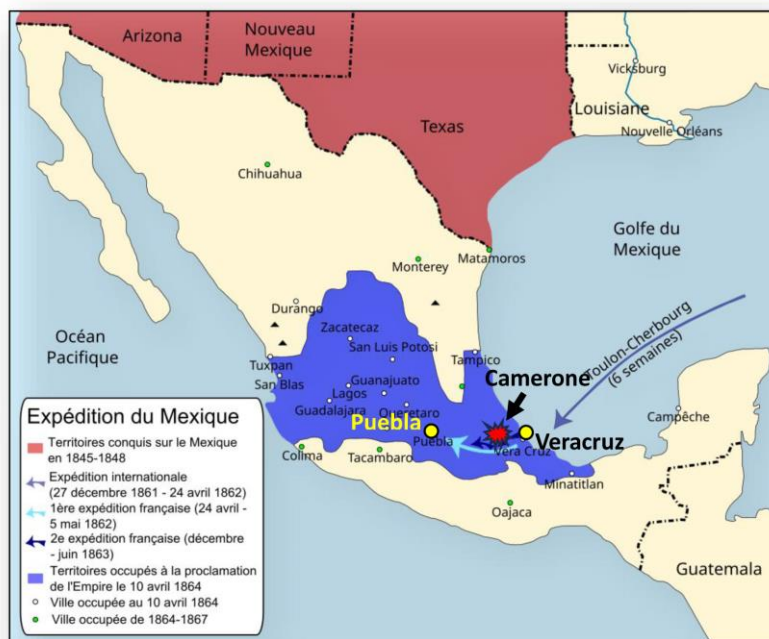 Arizona
Nouveau
Mexique
Texas
Vicksburg
Louisiane
Nouvelle Orléans
Chihuahua
Golfe du
Mexique
Monterey
Matamoros
Durango
Océan
Pacifique
Zacatecaz
San Luis Potosi
Toulon-Cherbourg
(6 semaines)
Tuxpan
San Blas
Tampico
Camerone
Guanajuato
Lagos
Guadalajara
Queretaro
Campêche
Puebla
Puebla
Veracruz
Vera Cruz
Colima
Tacambaro
Minatitlan
Oajaca
Guatemala
Expédition du Mexique
Territoires conquis sur le Mexique
en 1845-1848
Expédition internationale
(27 décembre 1861 - 24 avril 1862)
1ère expédition française (24 avril -
5 mai 1862)
2e expédition française (décembre
- juin 1863)
Territoires occupés à la proclamation
de l'Empire le 10 avril 1864
Ville occupée au 10 avril 1864
Ville occupée de 1864-1867